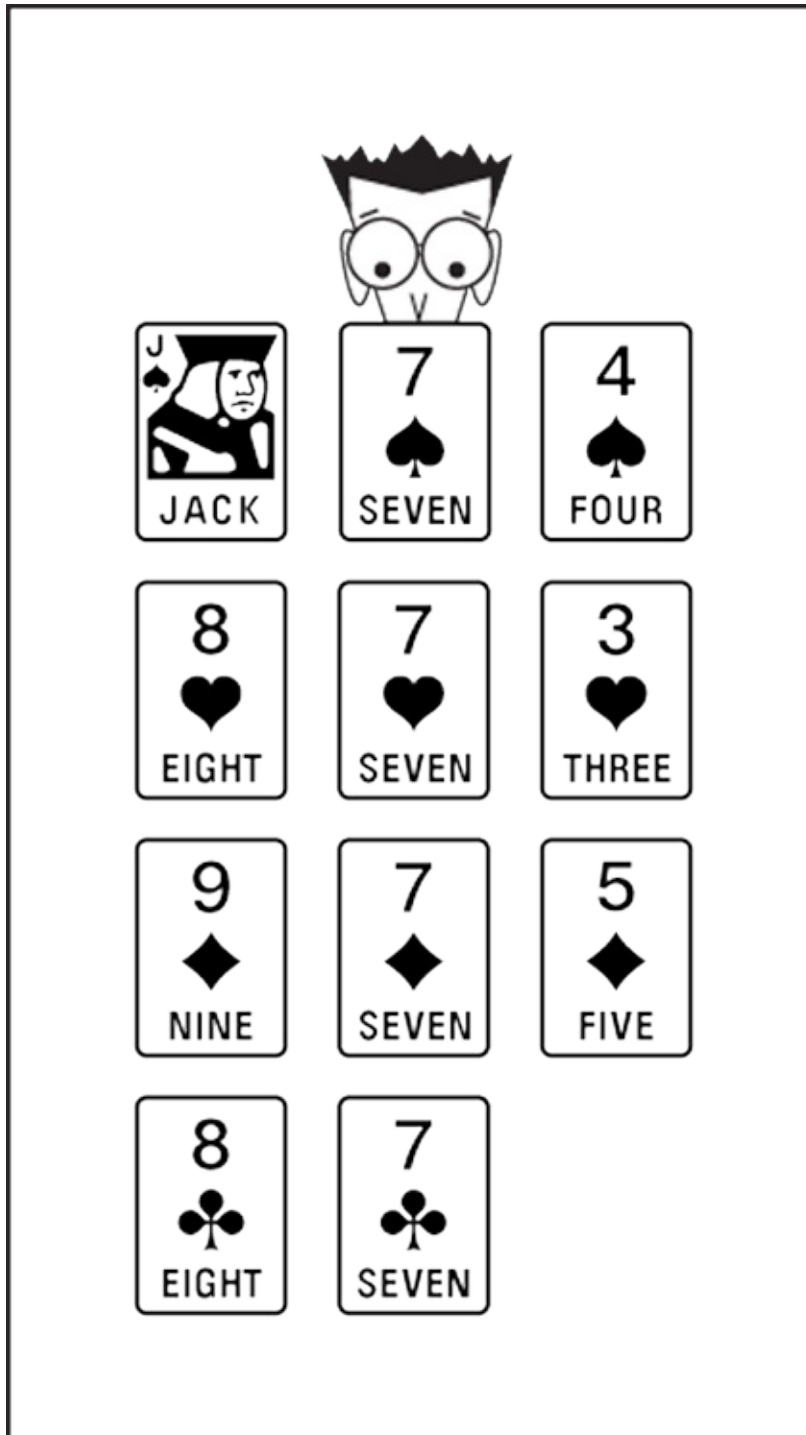 J 7 4
JACK SEVEN FOUR
8 7 3
EIGHT SEVEN THREE
9 7 5
NINE SEVEN FIVE
8 7
EIGHT SEVEN